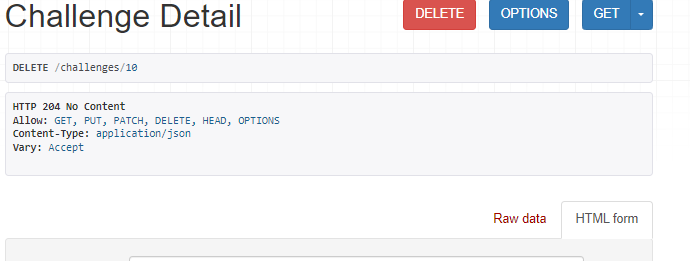 Challenge Detail
DELETE
OPTIONS
GET
DELETE /challenges/10
HTTP 204 No Content
Allow: GET, PUT, PATCH, DELETE, HEAD, OPTIONS
Content-Type: application/json
Vary: Accept
Raw data
HTML form